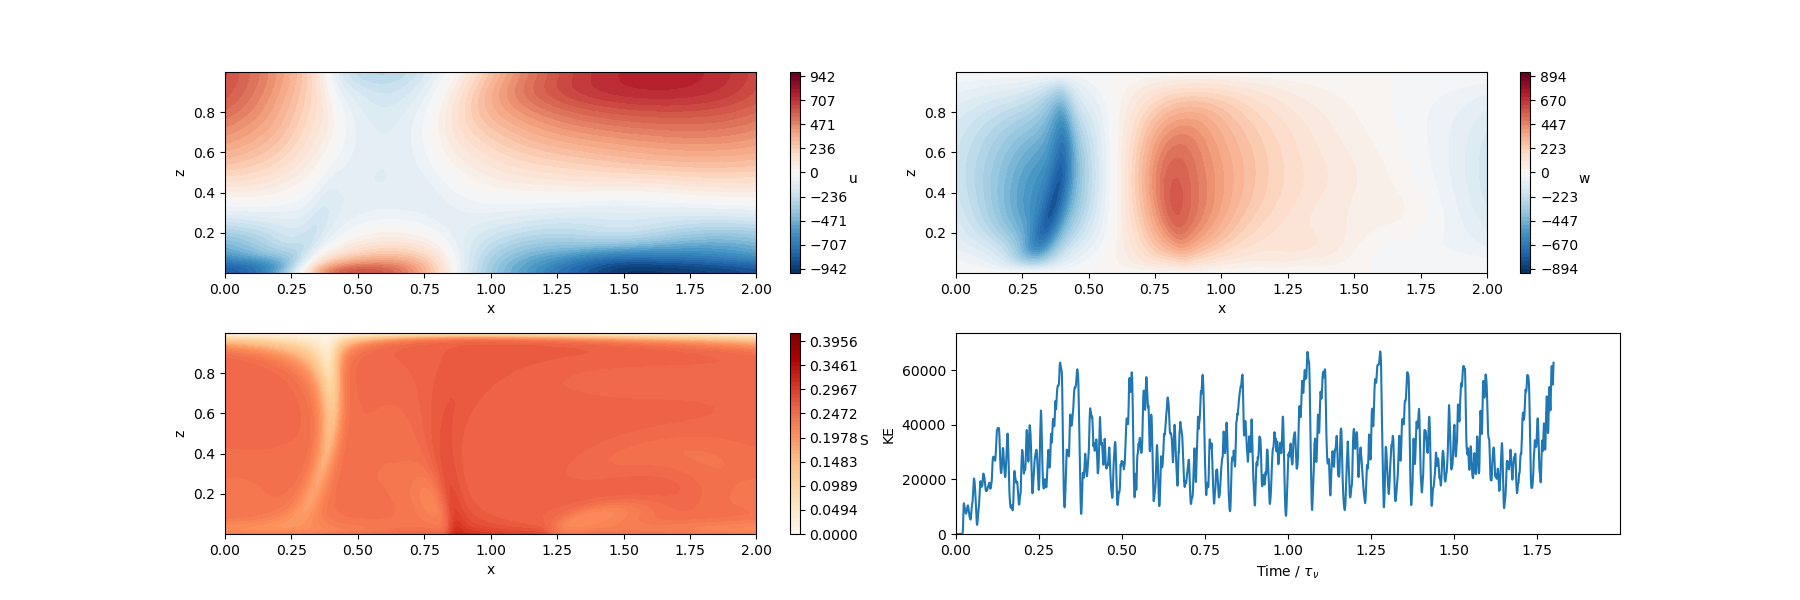 0.8
0.6
z
0.4
0.2
0.00 0.25 0.50 0.75 1.00 1.25 1.50 1.75 2.00
x
942
707
471
236
0
−236
−471
−707
−942
u
0.8
0.6
z
0.4
0.2
0.00 0.25 0.50 0.75 1.00 1.25 1.50 1.75 2.00
x
894
670
447
223
0
−223
−447
−670
−894
w
0.8
0.6
z
0.4
0.2
0.00 0.25 0.50 0.75 1.00 1.25 1.50 1.75 2.00
x
0.3956
0.3461
0.2967
0.2472
0.1978
0.1483
0.0989
0.0494
0.0000
S
60000
40000
KE
20000
0
0.00 0.25 0.50 0.75 1.00 1.25 1.50 1.75
Time / τν